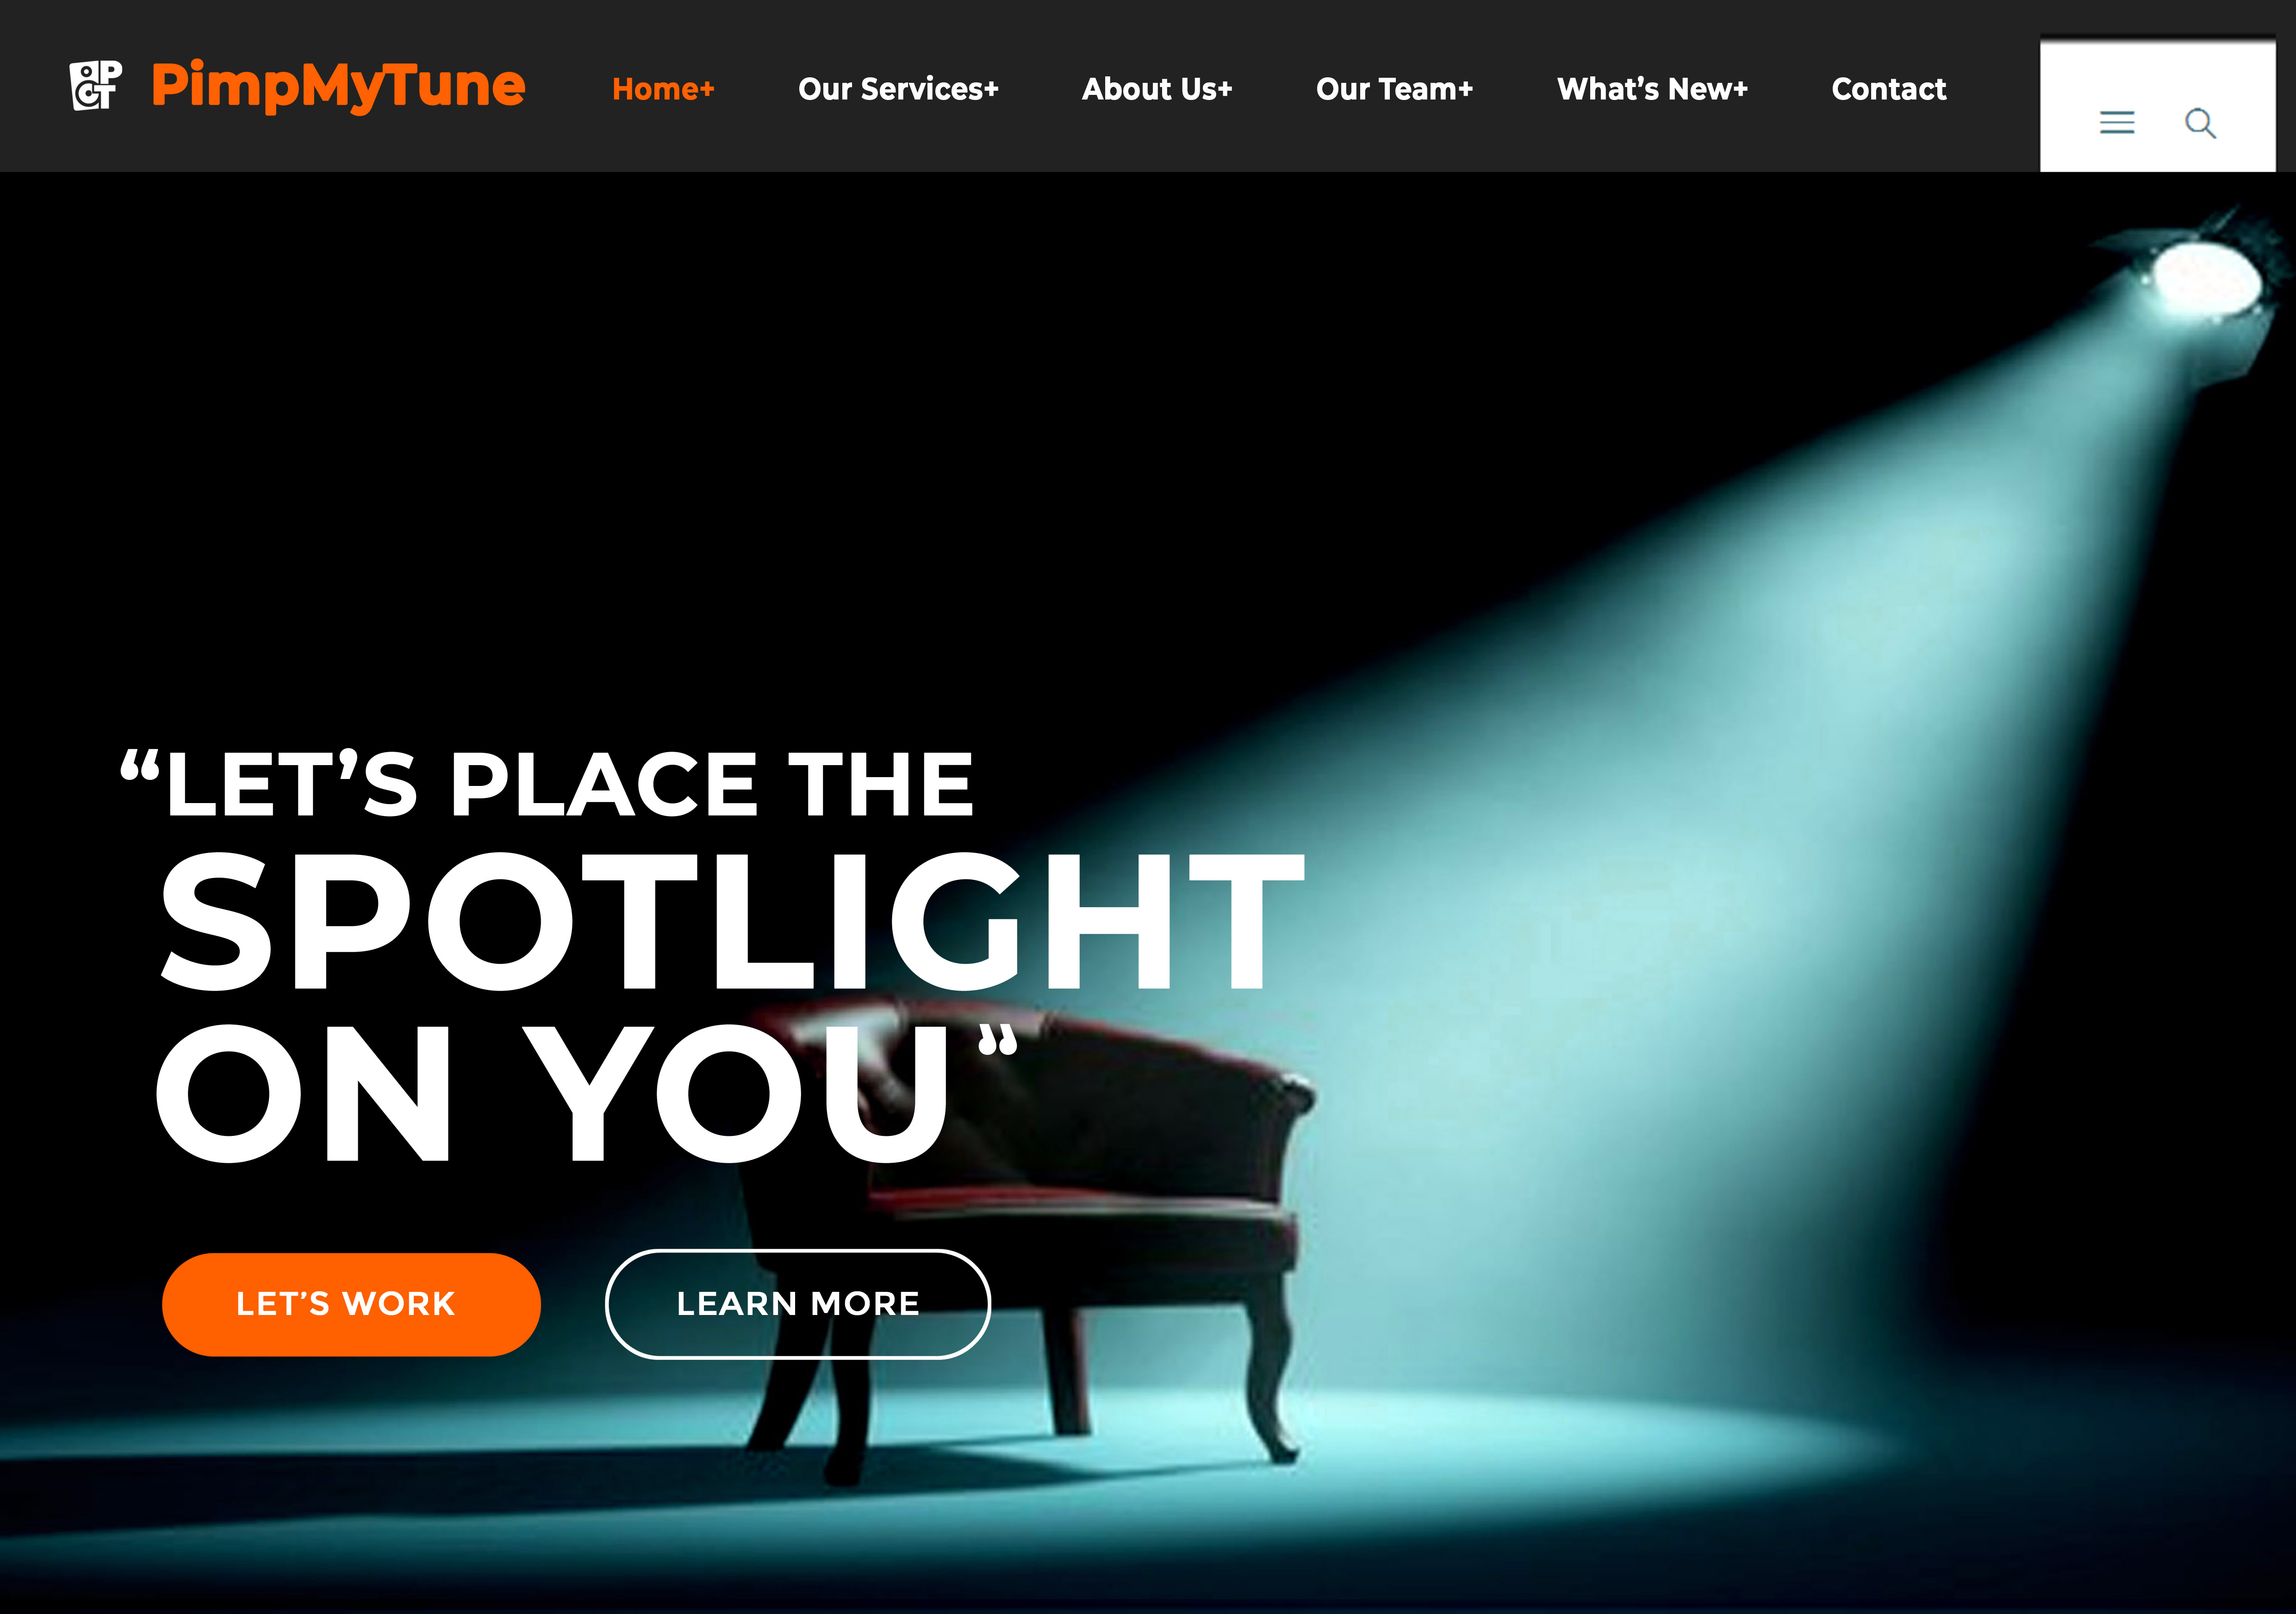 PT PimpMyTune Home+ Our Services+ About Us+ Our Team+ What’s New+ Contact
“LET’S PLACE THE
SPOTLIGHT
ON YOU”
LET’S WORK LEARN MORE